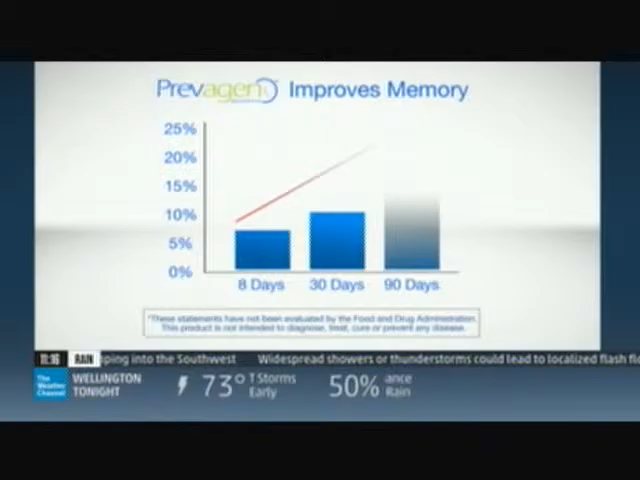 Prevagen Improves Memory
25%
20%
15%
10%
5%
0%
8 Days 30 Days 90 Days
*These statements have not been evaluated by the Food and Drug Administration.
This product is not intended to diagnose, treat, cure or prevent any disease.
11:16 RAIN ping into the Southwest Widespread showers or thunderstorms could lead to localized flash flo
The Weather Channel
WELLINGTON TONIGHT
73° T Storms Early
50% ance Rain